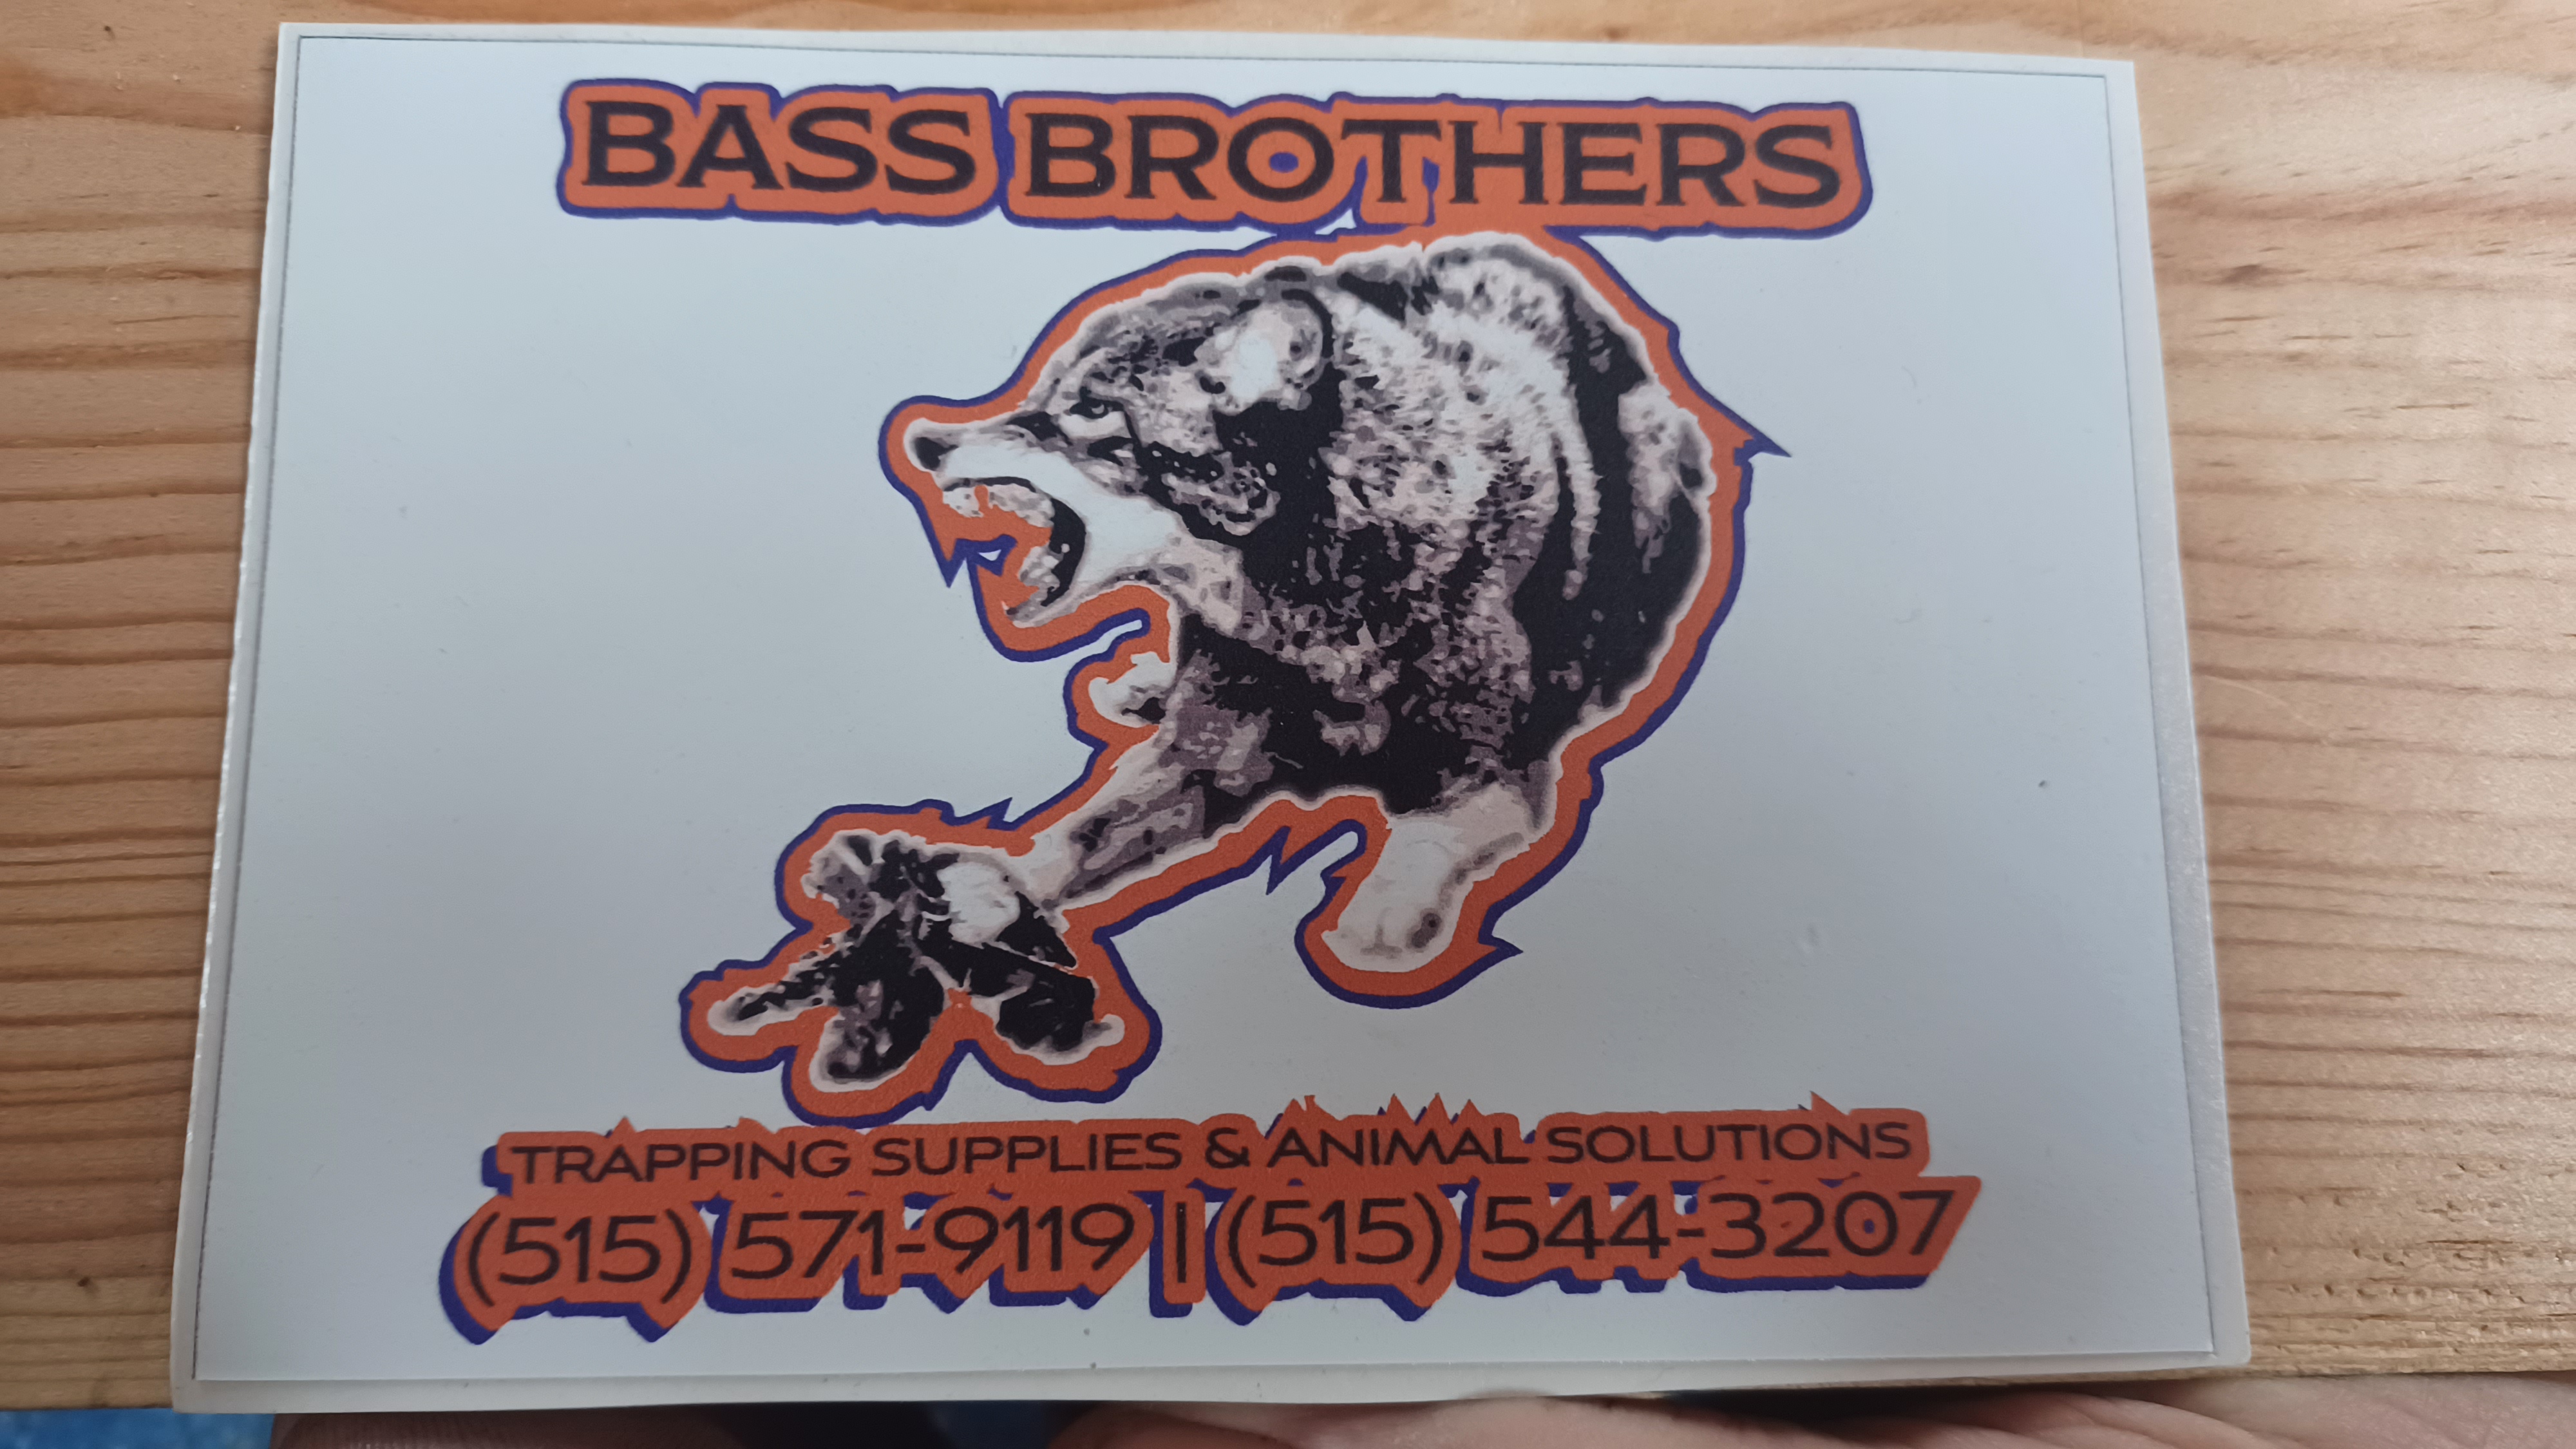 BASS BROTHERS
TRAPPING SUPPLIES & ANIMAL SOLUTIONS
(515) 571-9119 | (515) 544-3207